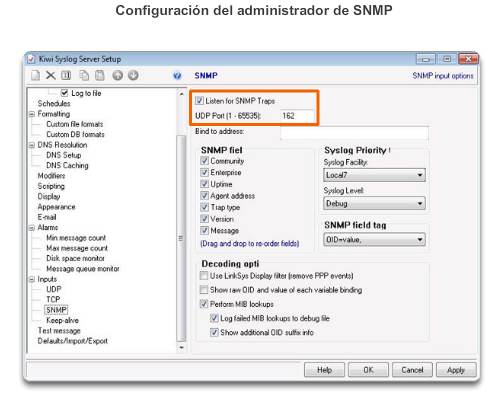 Configuración del administrador de SNMP
Kiwi Syslog Server Setup
SNMP
SNMP input options
Log to file
Schedules
Formatting
Custom file formats
Custom DB formats
DNS Resolution
DNS Setup
DNS Caching
Modifiers
Scripting
Display
Appearance
E-mail
Alarms
Min message count
Max message count
Disk space monitor
Message queue monitor
Inputs
UDP
TCP
SNMP
Keep-alive
Test message
Defaults/Import/Export
Listen for SNMP Traps
UDP Port (1 - 65535): 162
Bind to address:
SNMP fiel
Community
Enterprise
Uptime
Agent address
Trap type
Version
Message
(Drag and drop to re-order fields)
Syslog Priority
Syslog Facility:
Local7
Syslog Level:
Debug
SNMP field tag
OID=value,
Decoding opti
Use LinkSys Display filter (remove PPP events)
Show raw OID and value of each variable binding
Perform MIB lookups
Log failed MIB lookups to debug file
Show additional OID suffix info
Help OK Cancel Apply